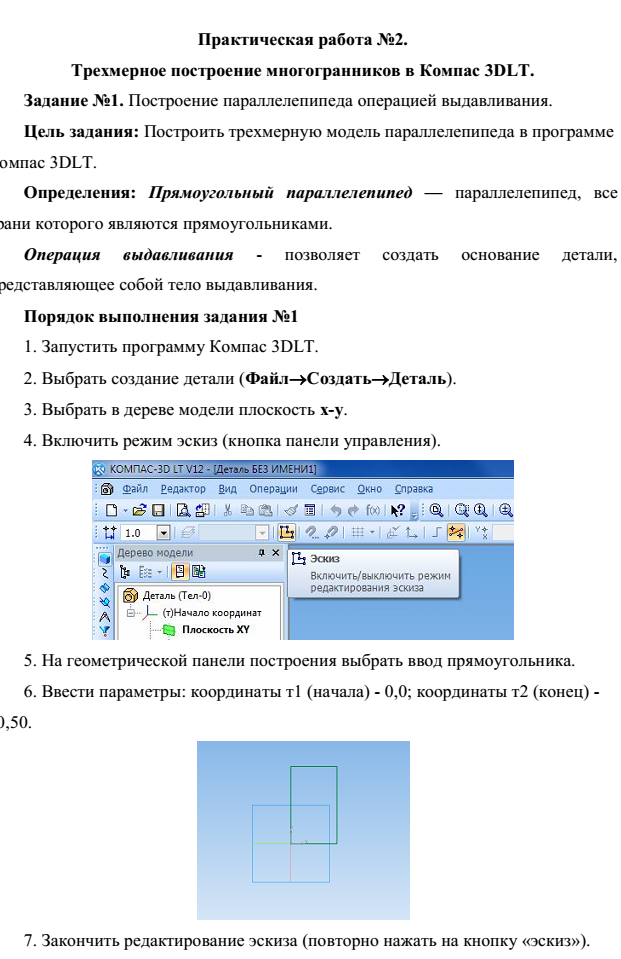 Практическая работа №2.
Трехмерное построение многогранников в Компас 3DLT.
Задание №1. Построение параллелепипеда операцией выдавливания.
Цель задания: Построить трехмерную модель параллелепипеда в программе
омпас 3DLT.
Определения: Прямоугольный параллелепипед — параллелепипед, все
рани которого являются прямоугольниками.
Операция выдавливания - позволяет создать основание детали,
редставляющее собой тело выдавливания.
Порядок выполнения задания №1
1. Запустить программу Компас 3DLT.
2. Выбрать создание детали (Файл→Создать→Деталь).
3. Выбрать в дереве модели плоскость x-y.
4. Включить режим эскиз (кнопка панели управления).
КОМПАС-3D LT V12 - [Деталь БЕЗ ИМЕНИ1]
Файл Редактор Вид Операции Сервис Окно Справка
f(x)
1.0
Дерево модели
Эскиз
Включить/выключить режим
редактирования эскиза
Деталь (Тел-0)
(т)Начало координат
Плоскость XY
5. На геометрической панели построения выбрать ввод прямоугольника.
6. Ввести параметры: координаты т1 (начала) - 0,0; координаты т2 (конец) -
0,50.
7. Закончить редактирование эскиза (повторно нажать на кнопку «эскиз»).